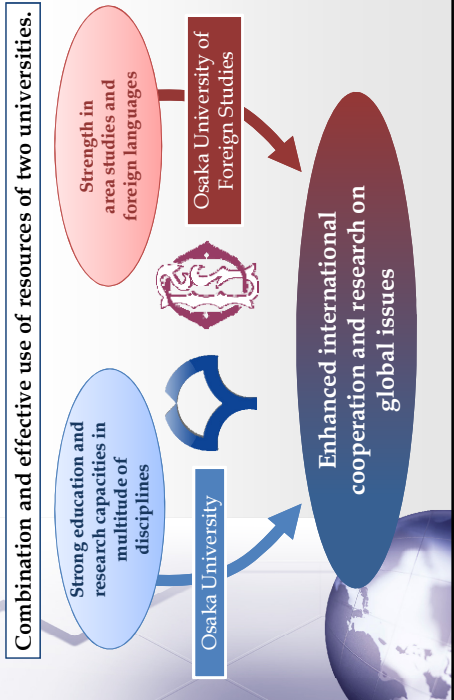 Combination and effective use of resources of two universities.
Strong education and
research capacities in
multitude of
disciplines
Strength in
area studies and
foreign languages
Osaka University
Osaka University of
Foreign Studies
Enhanced international
cooperation and research on
global issues